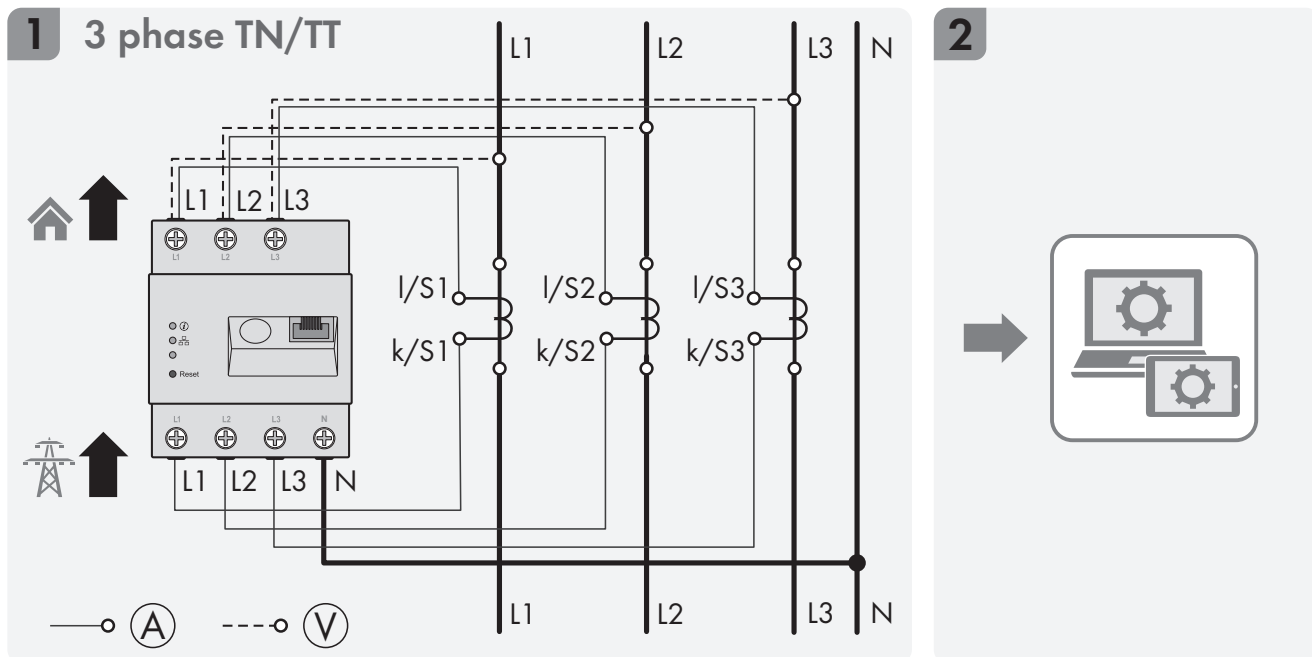 1 3 phase TN/TT
2
L1 L2 L3 N
L1 L2 L3
L1 L2 L3
l/S1 l/S2 l/S3
k/S1 k/S2 k/S3
i
Reset
L1 L2 L3 N
L1 L2 L3 N
L1 L2 L3 N
A V